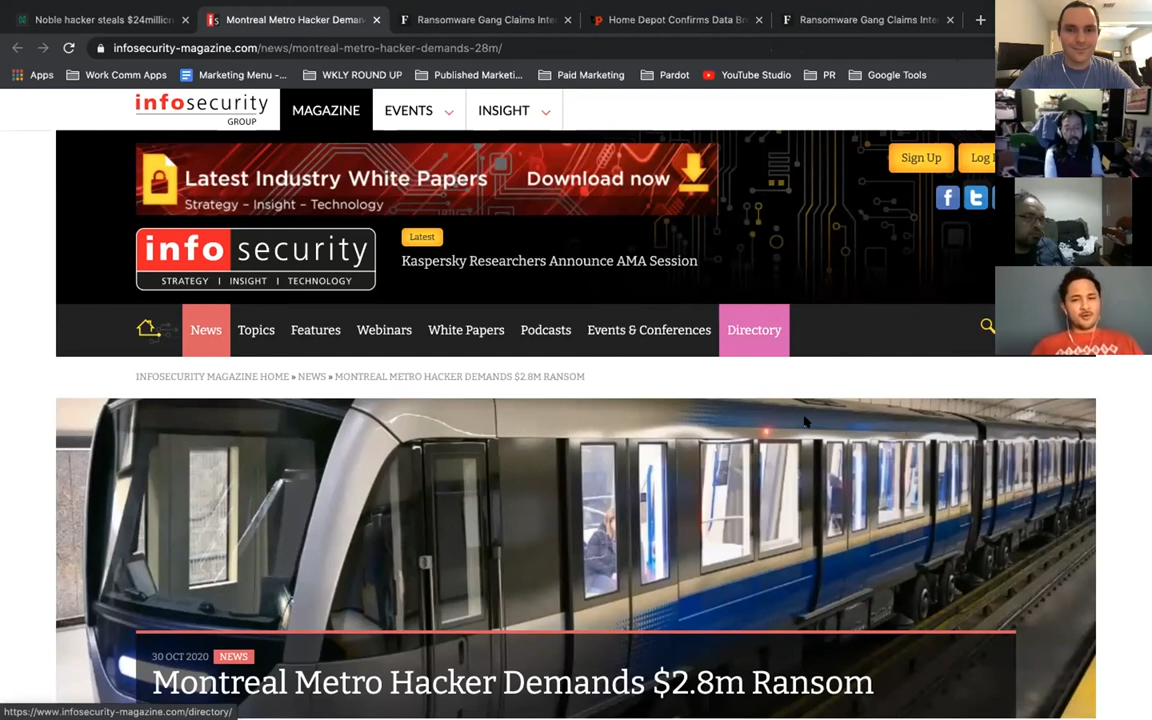 Noble hacker steals $24million
Montreal Metro Hacker Deman
Ransomware Gang Claims Inte
Home Depot Confirms Data Br
Ransomware Gang Claims Inte
infosecurity-magazine.com/news/montreal-metro-hacker-demands-28m/
Apps
Work Comm Apps
Marketing Menu -...
WKLY ROUND UP
Published Marketi...
Paid Marketing
Pardot
YouTube Studio
PR
Google Tools
infosecurity
GROUP
MAGAZINE
EVENTS
INSIGHT
Latest Industry White Papers
Strategy – Insight – Technology
Download now
Sign Up
Log
info security
STRATEGY | INSIGHT | TECHNOLOGY
Latest
Kaspersky Researchers Announce AMA Session
News
Topics
Features
Webinars
White Papers
Podcasts
Events & Conferences
Directory
INFOSECURITY MAGAZINE HOME » NEWS » MONTREAL METRO HACKER DEMANDS $2.8M RANSOM
30 OCT 2020
NEWS
Montreal Metro Hacker Demands $2.8m Ransom
https://www.infosecurity-magazine.com/directory/